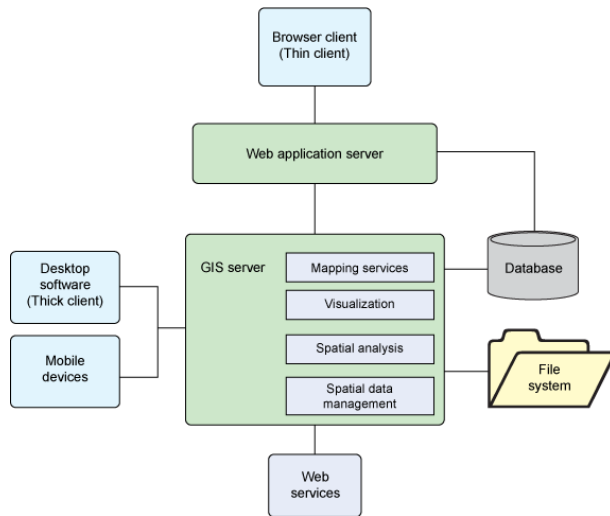 Browser client
(Thin client)
Web application server
GIS server
Mapping services
Visualization
Spatial analysis
Spatial data
management
Desktop
software
(Thick client)
Mobile
devices
Database
File
system
Web
services